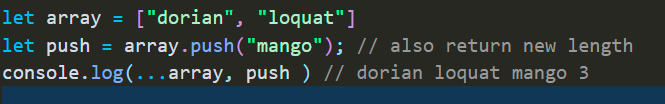 let array = ["dorian", "loquat"]
let push = array.push("mango"); // also return new length
console.log(...array, push ) // dorian loquat mango 3